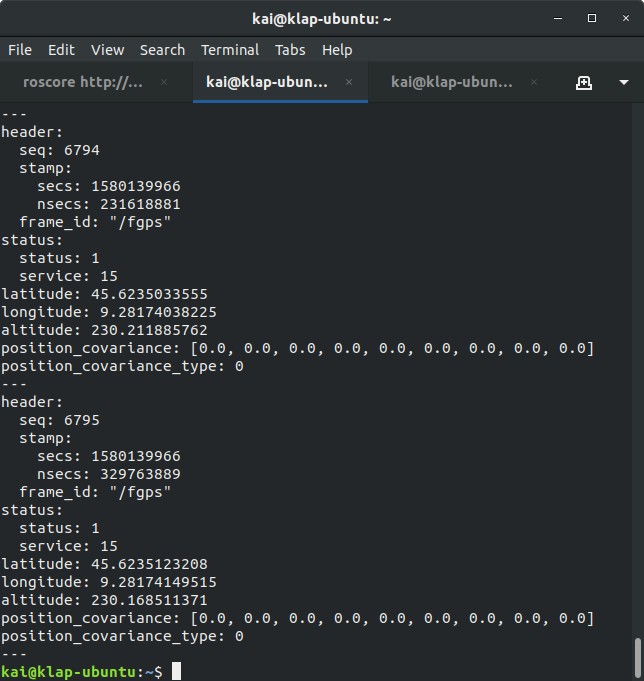 kai@klap-ubuntu: ~
File Edit View Search Terminal Tabs Help
roscore http://... × kai@klap-ubun... × kai@klap-ubun... ×
---
header:
  seq: 6794
  stamp:
    secs: 1580139966
    nsecs: 231618881
  frame_id: "/fgps"
status:
  status: 1
  service: 15
latitude: 45.6235033555
longitude: 9.28174038225
altitude: 230.211885762
position_covariance: [0.0, 0.0, 0.0, 0.0, 0.0, 0.0, 0.0, 0.0, 0.0]
position_covariance_type: 0
---
header:
  seq: 6795
  stamp:
    secs: 1580139966
    nsecs: 329763889
  frame_id: "/fgps"
status:
  status: 1
  service: 15
latitude: 45.6235123208
longitude: 9.28174149515
altitude: 230.168511371
position_covariance: [0.0, 0.0, 0.0, 0.0, 0.0, 0.0, 0.0, 0.0, 0.0]
position_covariance_type: 0
---
kai@klap-ubuntu:~$